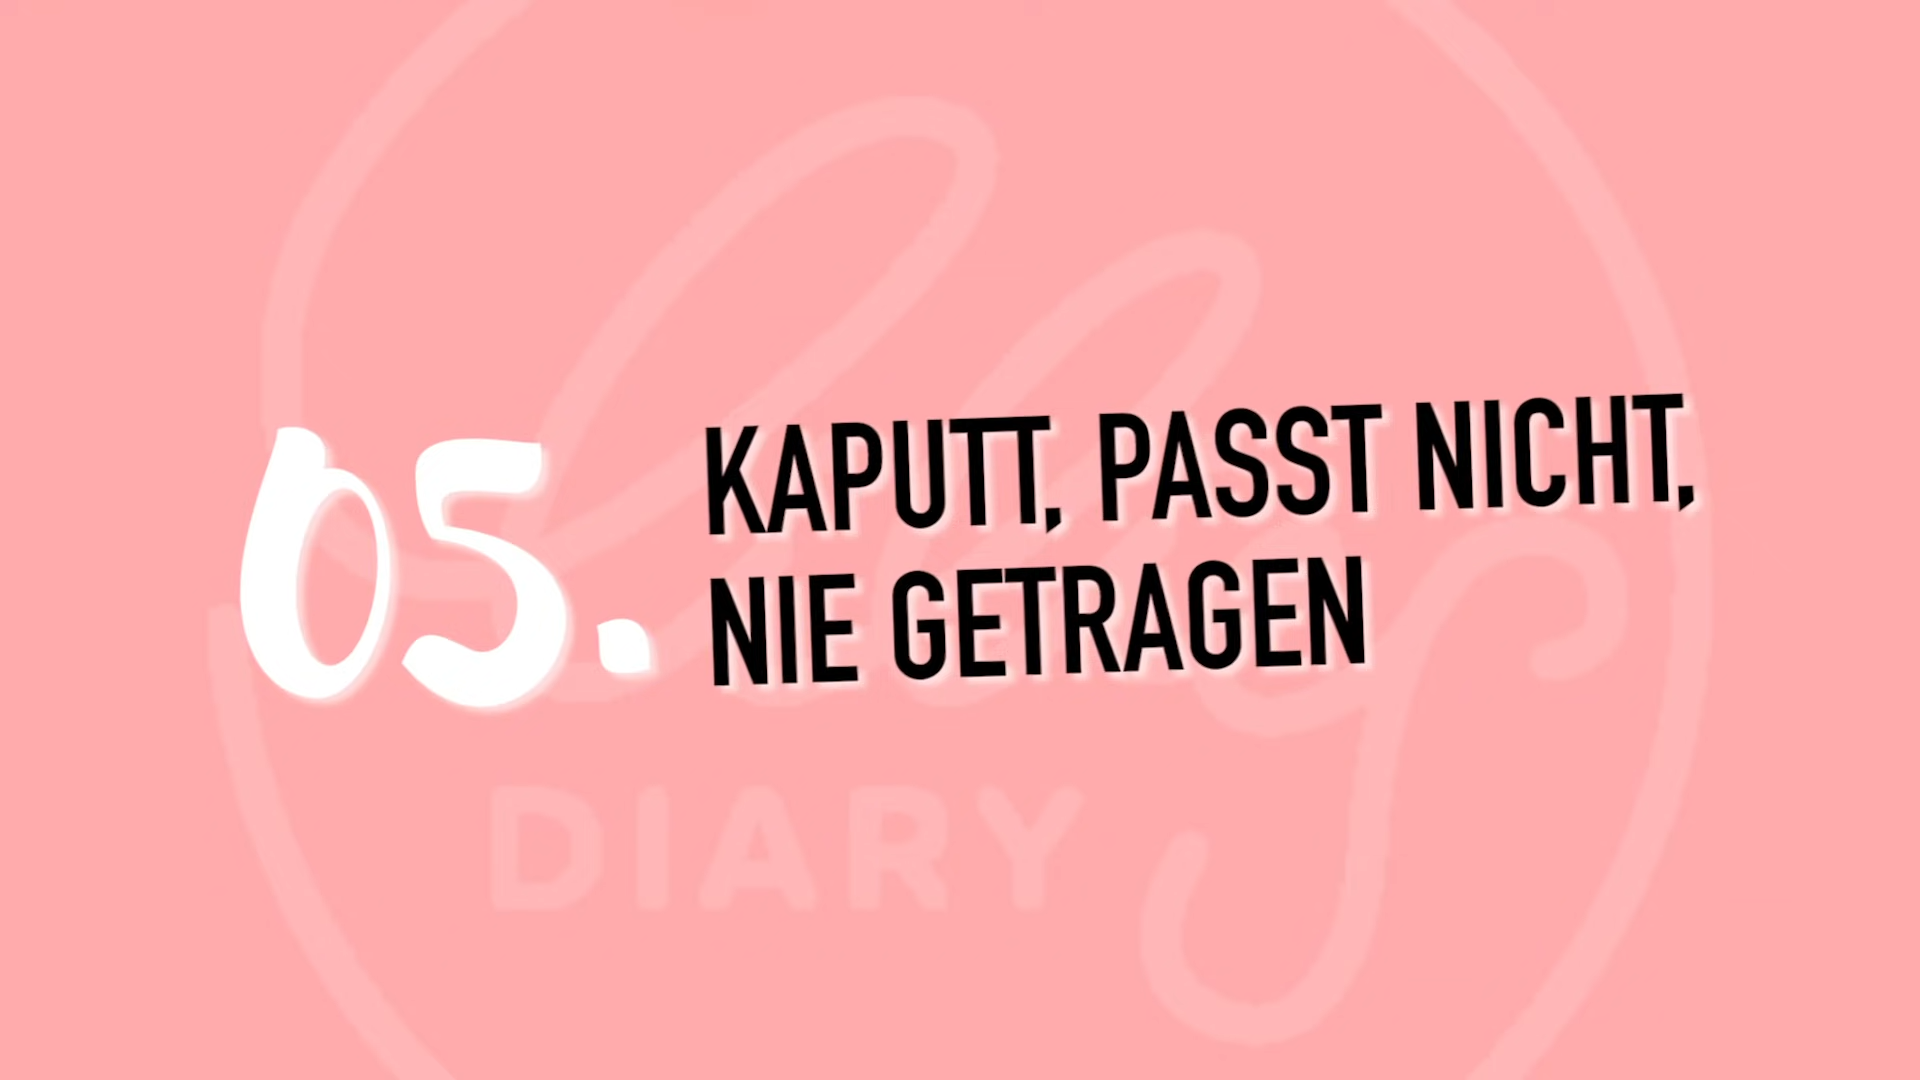 05.
KAPUTT, PASST NICHT,
NIE GETRAGEN
DIARY